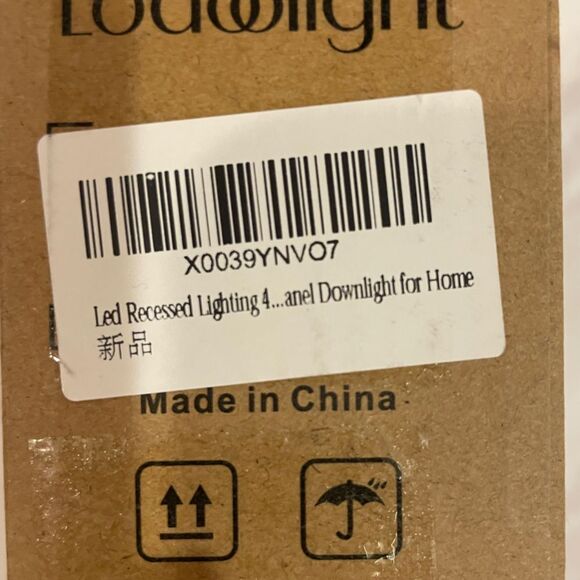 X0039YNVO7
Led Recessed Lighting 4...anel Downlight for Home
新品
Made in China